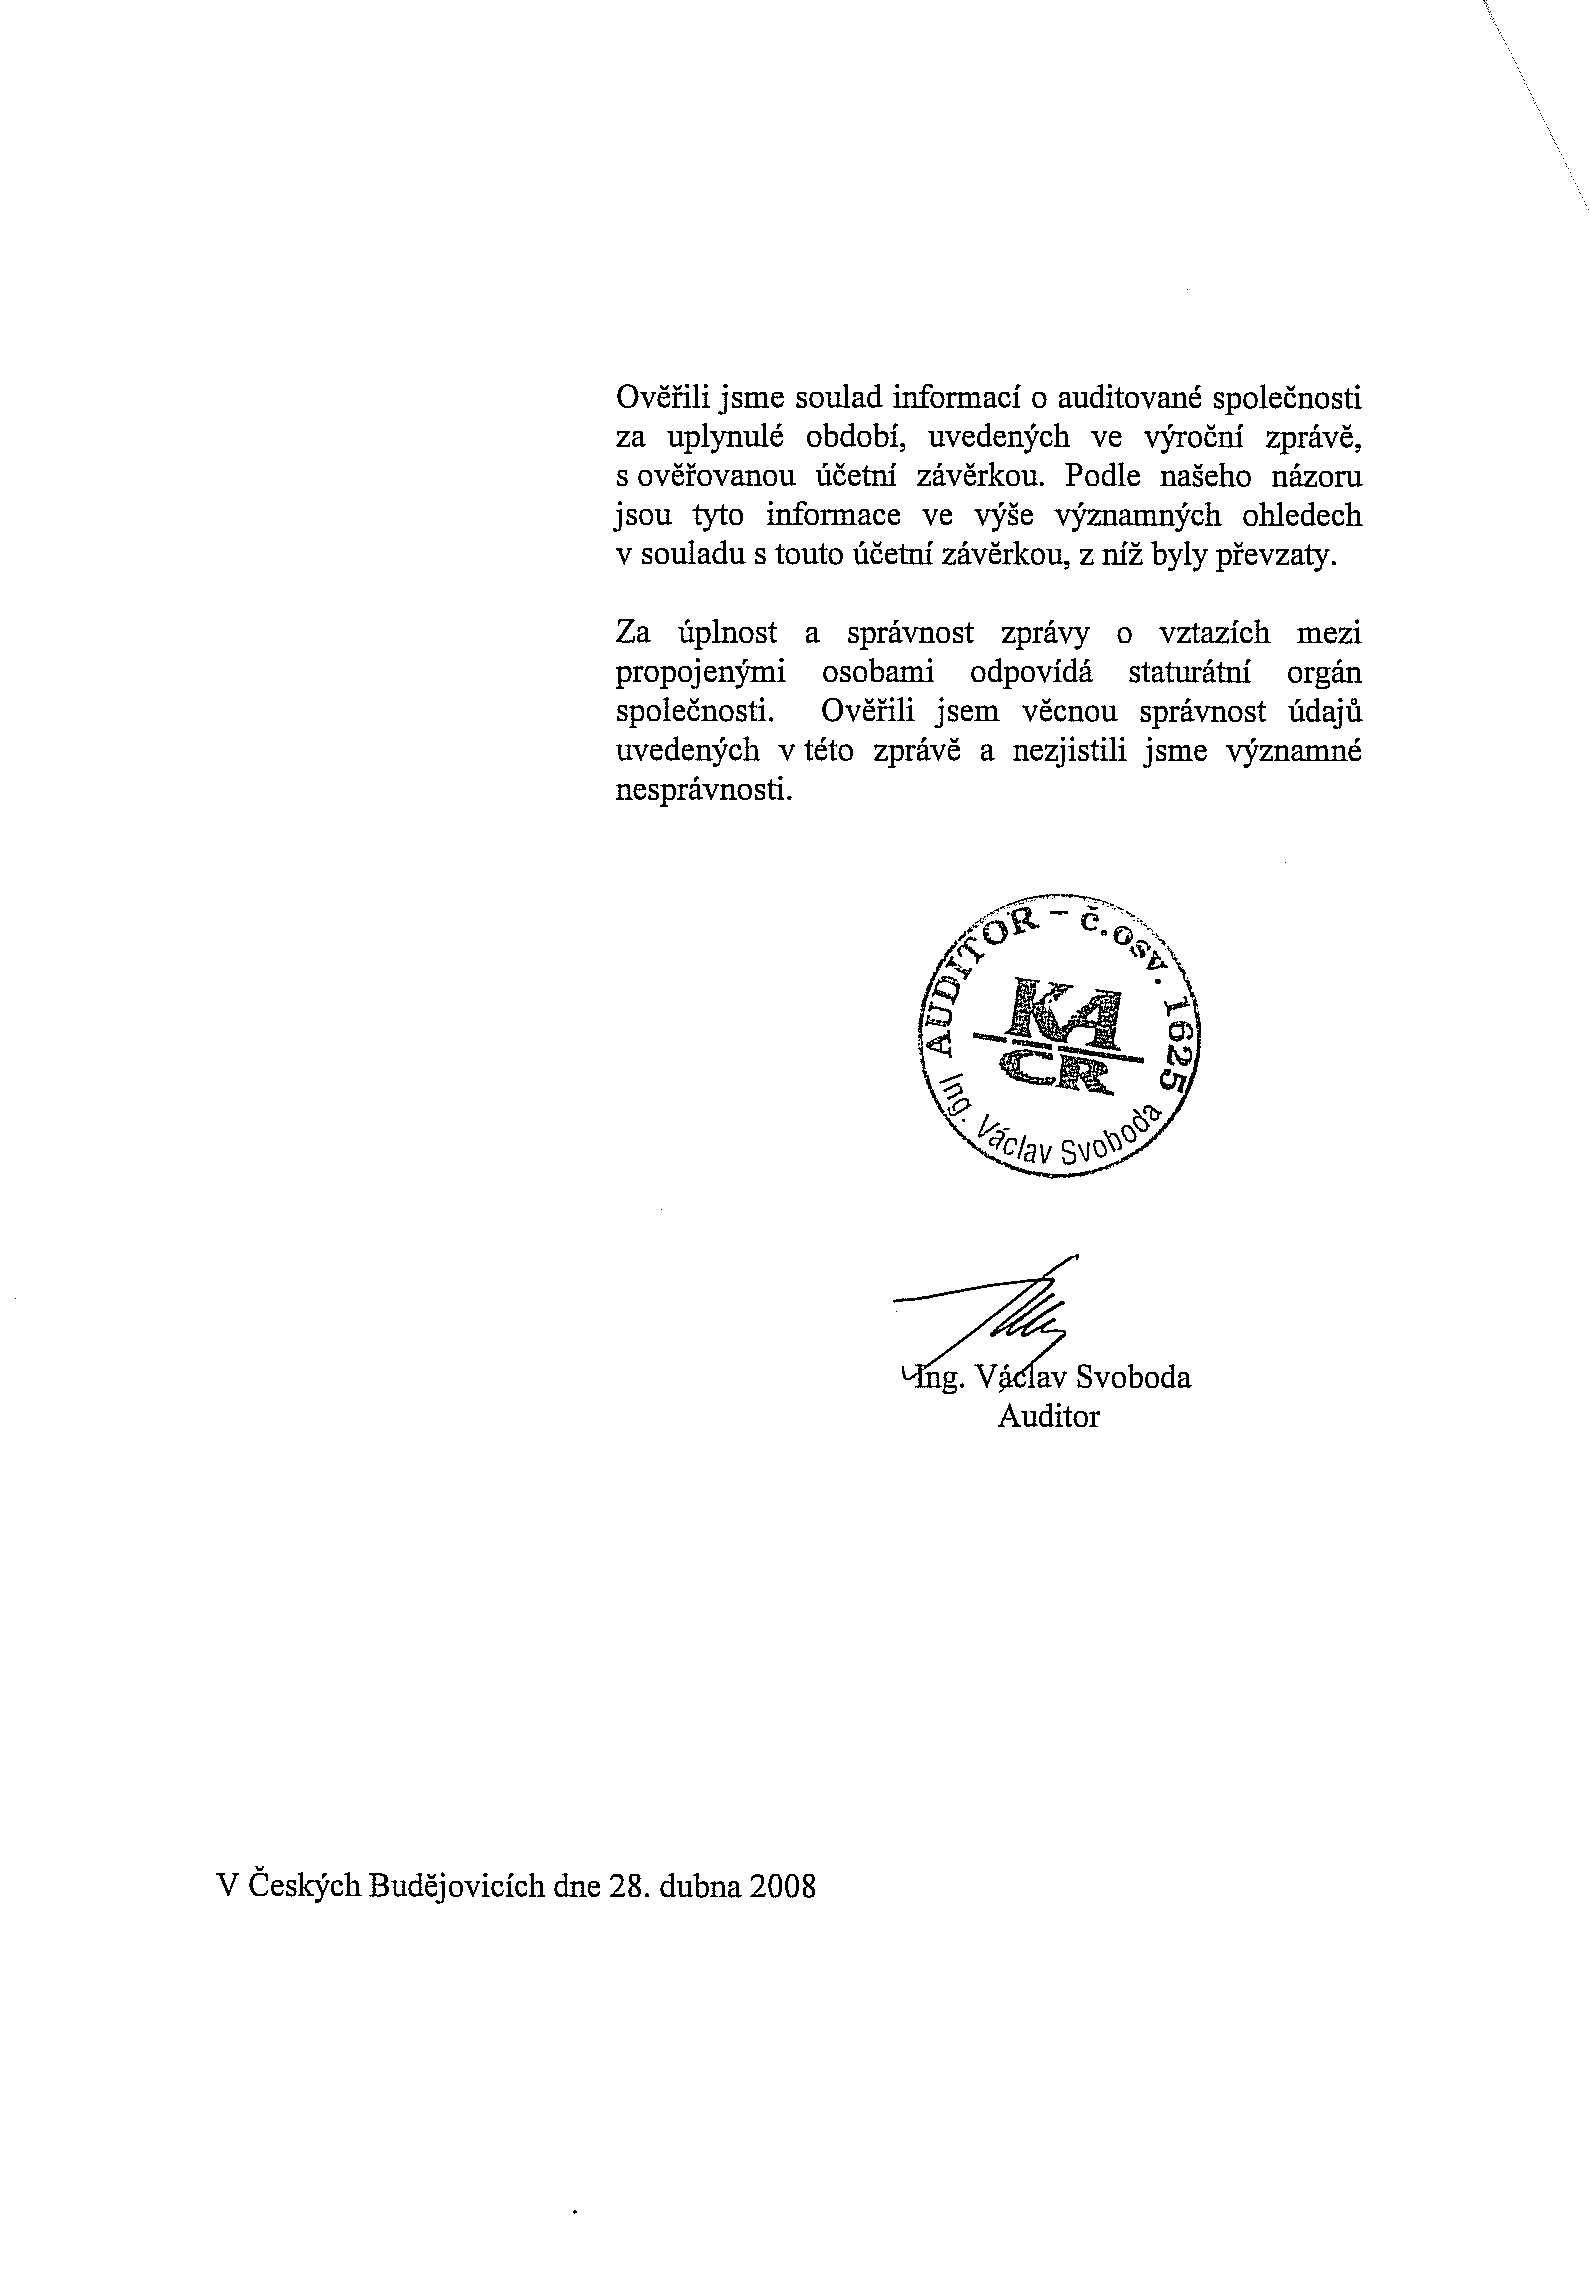 Ověřili jsme soulad informací o auditované společnosti
za uplynulé období, uvedených ve výroční zprávě,
s ověřovanou účetní závěrkou. Podle našeho názoru
jsou tyto informace ve výše významných ohledech
v souladu s touto účetní závěrkou, z níž byly převzaty.
Za úplnost a správnost zprávy o vztazích mezi
propojenými osobami odpovídá staturátní orgán
společnosti. Ověřili jsem věcnou správnost údajů
uvedených v této zprávě a nezjistili jsme významné
nesprávnosti.
AUDITOR – č.osv. 1625
KA
ČR
Ing. Václav Svoboda
Ing. Václav Svoboda
Auditor
V Českých Budějovicích dne 28. dubna 2008